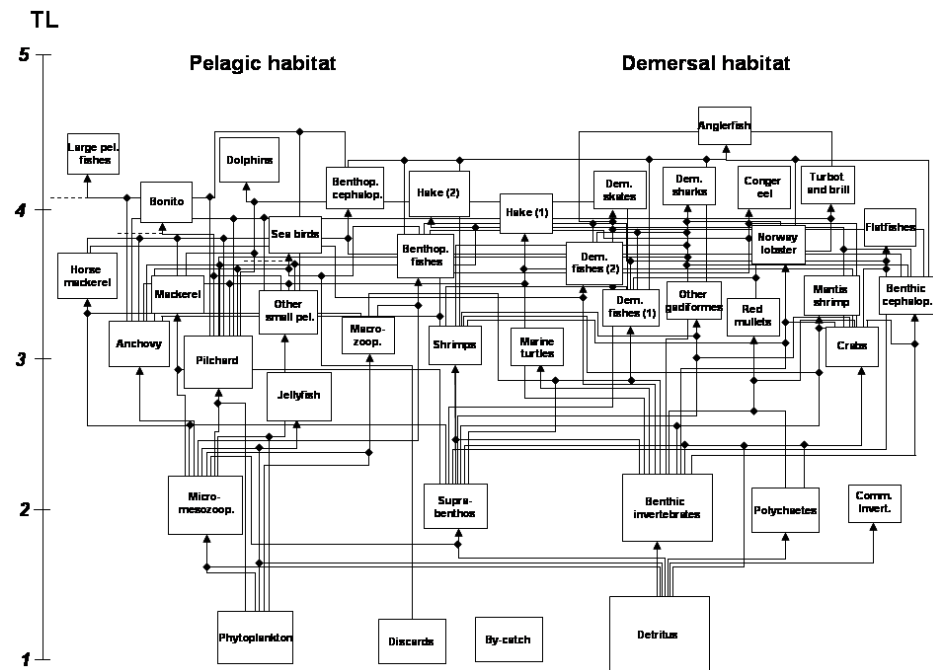 TL
5
Pelagic habitat
Demersal habitat
Large pel.
fishes
Dolphins
Anglerfish
Bonito
Benthop.
cephalop.
Hake (2)
Hake (1)
Dem.
skates
Dem.
sharks
Conger
eel
Turbot
and brill
4
Sea birds
Benthop.
fishes
Dem.
fishes (2)
Norway
lobster
Flatfishes
Horse
mackerel
Mackerel
Other
small pel.
Macro-
zoop.
Dem.
fishes (1)
Other
gadiformes
Red
mullets
Mantis
shrimp
Benthic
cephalop.
3
Anchovy
Pilchard
Shrimps
Marine
turtles
Crabs
Jellyfish
2
Micro-
mesozoop.
Supra-
benthos
Benthic
invertebrates
Polychaetes
Comm.
Invert.
1
Phytoplankton
Discards
By-catch
Detritus